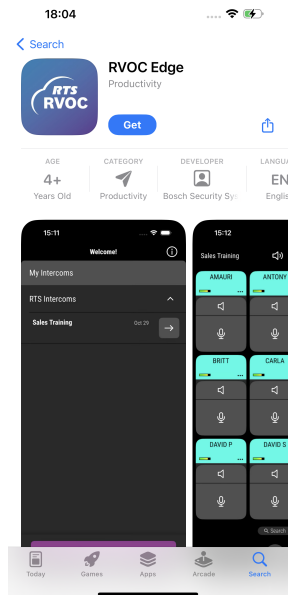 18:04
Search
RTS
RVOC
RVOC Edge
Productivity
Get
AGE
CATEGORY
DEVELOPER
4+
EN
Years Old
Productivity
Bosch Security
15:11
Welcome!
My Intercoms
RTS Intercoms
Sales Training
Oct 29
15:12
Sales Training
AMAURI
ANTONY
BRITT
CARLA
DAVID P
DAVID S
Search
Today
Games
Apps
Arcade
Search